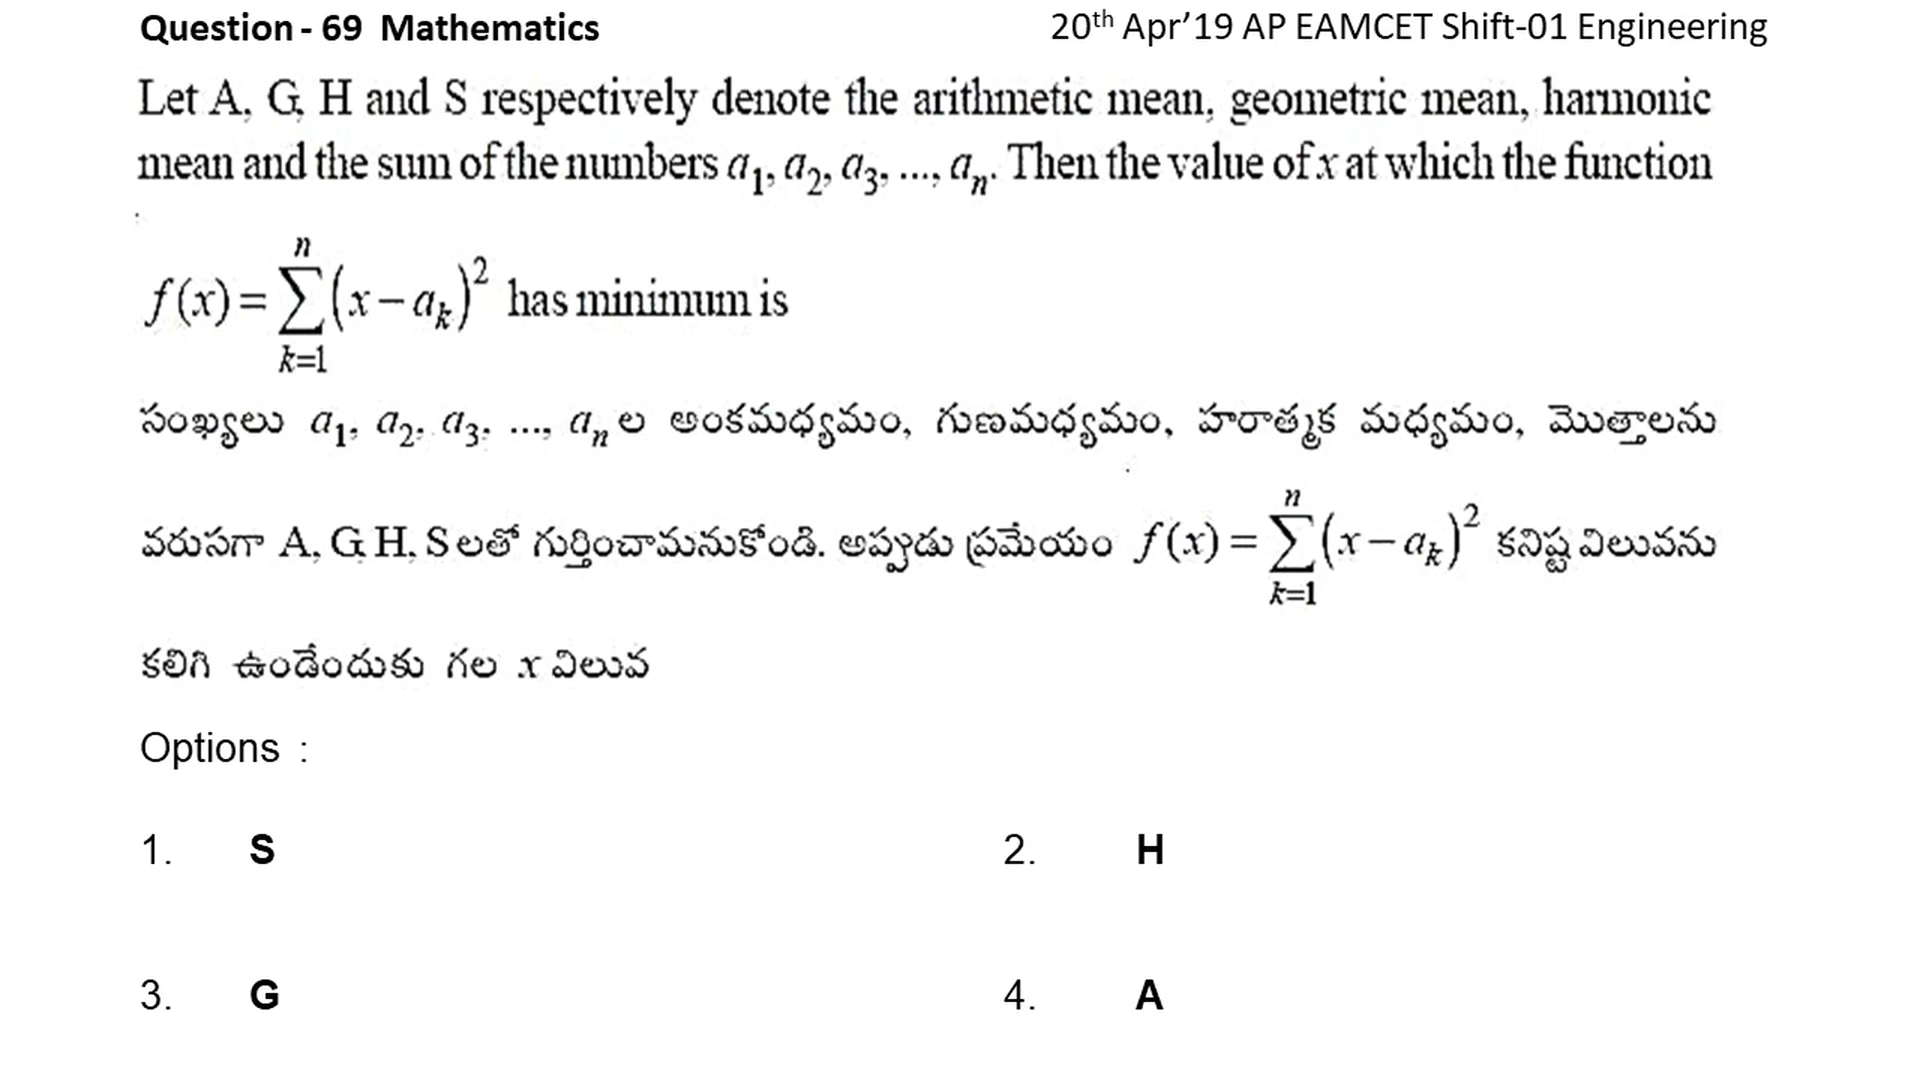 Question - 69 Mathematics
20th Apr’19 AP EAMCET Shift-01 Engineering
Let A, G, H and S respectively denote the arithmetic mean, geometric mean, harmonic
mean and the sum of the numbers a₁, a₂, a₃, ..., aₙ. Then the value of x at which the function
f(x) = ∑_{k=1}^{n} (x − aₖ)² has minimum is
సంఖ్యలు a₁, a₂, a₃, ..., aₙ ల అంకమధ్యమం, గుణమధ్యమం, హరాత్మక మధ్యమం, మొత్తాలను
వరుసగా A, G, H, S లతో గుర్తించామనుకోండి. అప్పుడు ప్రమేయం f(x) = ∑_{k=1}^{n} (x − aₖ)² కనిష్ట విలువను
కలిగి ఉండేందుకు గల x విలువ
Options :
1. S
2. H
3. G
4. A